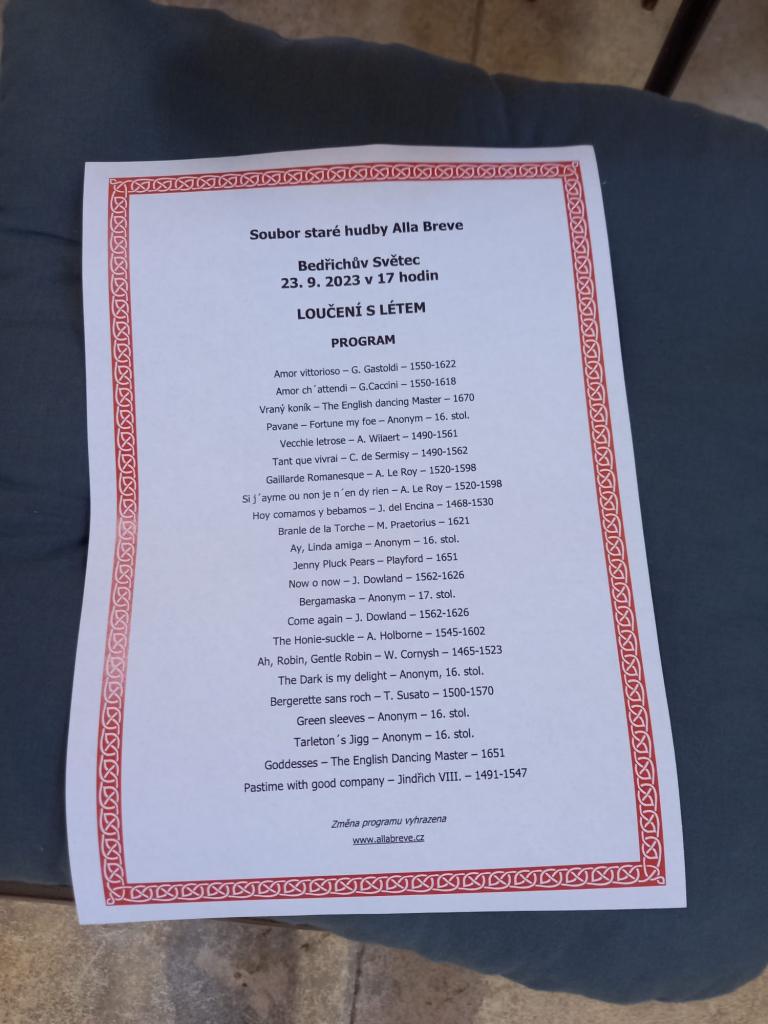 Soubor staré hudby Alla Breve
Bedřichův Světec
23. 9. 2023 v 17 hodin
LOUČENÍ S LÉTEM
PROGRAM
Amor vittorioso – G. Gastoldi – 1550-1622
Amor ch´attendi – G.Caccini – 1550-1618
Vraný koník – The English dancing Master – 1670
Pavane – Fortune my foe – Anonym – 16. stol.
Vecchie letrose – A. Wilaert – 1490-1561
Tant que vivrai – C. de Sermisy – 1490-1562
Gaillarde Romanesque – A. Le Roy – 1520-1598
Si j´ayme ou non je n´en dy rien – A. Le Roy – 1520-1598
Hoy comamos y bebamos – J. del Encina – 1468-1530
Branle de la Torche – M. Praetorius – 1621
Ay, Linda amiga – Anonym – 16. stol.
Jenny Pluck Pears – Playford – 1651
Now o now – J. Dowland – 1562-1626
Bergamaska – Anonym – 17. stol.
Come again – J. Dowland – 1562-1626
The Honie-suckle – A. Holborne – 1545-1602
Ah, Robin, Gentle Robin – W. Cornysh – 1465-1523
The Dark is my delight – Anonym, 16. stol.
Bergerette sans roch – T. Susato – 1500-1570
Green sleeves – Anonym – 16. stol.
Tarleton´s Jigg – Anonym – 16. stol.
Goddesses – The English Dancing Master – 1651
Pastime with good company – Jindřich VIII. – 1491-1547
Změna programu vyhrazena
www.allabreve.cz